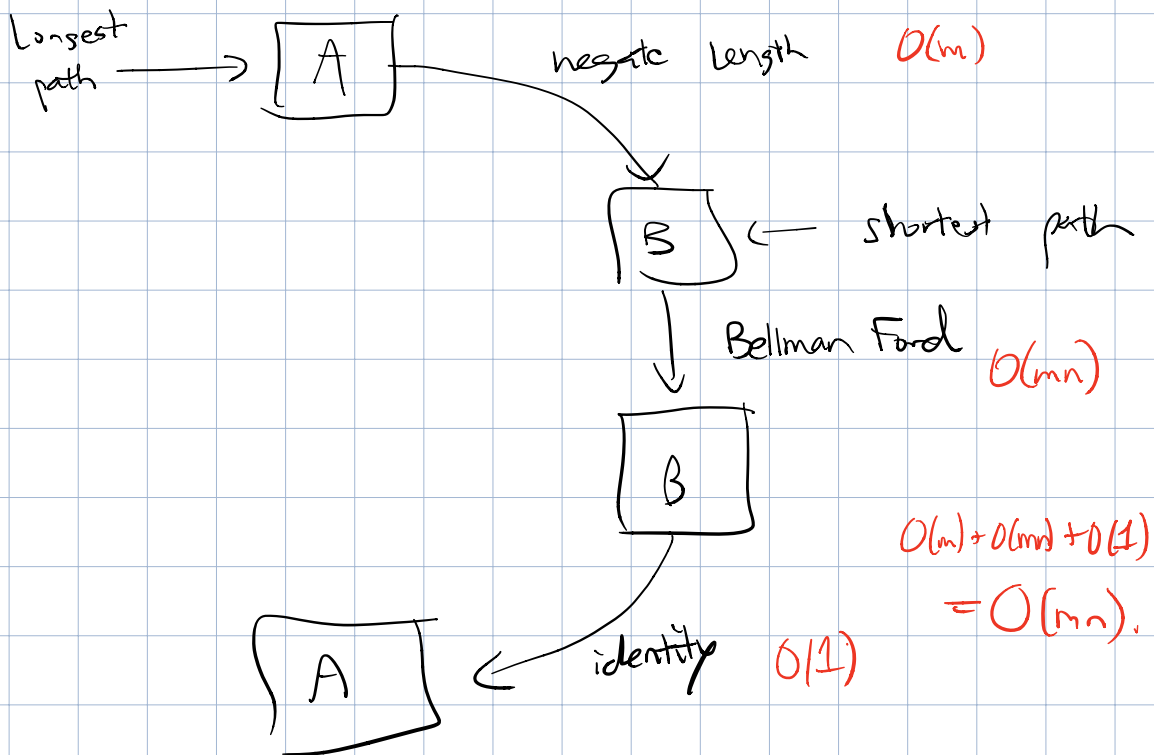 Longest
path
A
negate length
O(m)
B
shortest path
Bellman Ford
O(mn)
B
O(m) + O(mn) + O(1)
= O(mn).
identity
O(1)
A